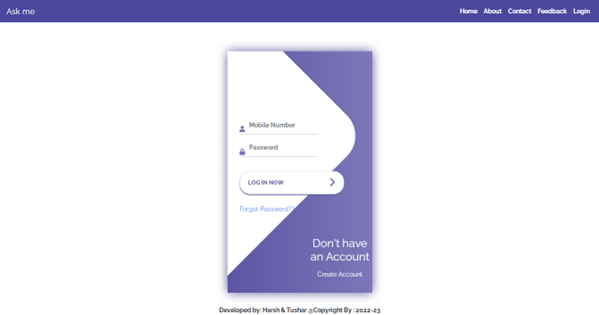 Ask me
Home About Contact Feedback Login
Mobile Number
Password
LOG IN NOW
Forgot Password??
Don't have
an Account
Create Account
Developed by: Harsh & Tushar @Copyright By : 2022-23